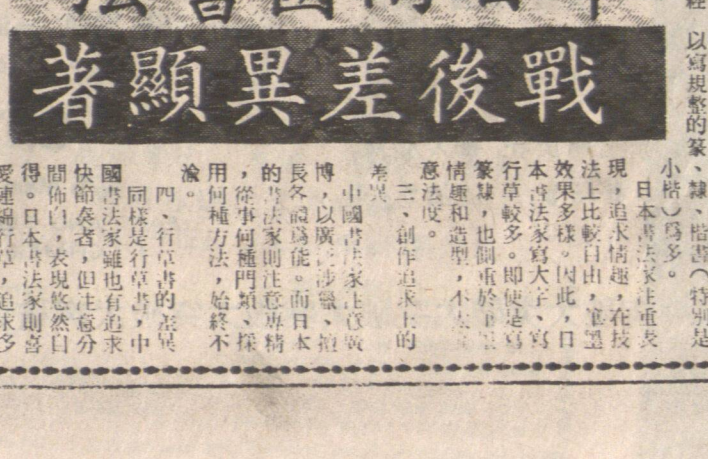 戰後差異顯著
以寫規整的篆、隸、楷書(特別是
小楷)爲多。
日本書法家注重表
現,追求情趣,在技
法上比較自由,筆墨
效果多樣。因此,日
本書法家寫大字、寫
行草較多。即使是寫
篆隸,也側重於筆墨
情趣和造型,不太
意法度。
三、創作追求上的
差異
中國書法家注意廣
博,以廣泛涉獵、擅
長各體爲能。而日本
的書法家則注意專精
,從事何種門類、採
用何種方法,始終不
渝。
四、行草書的差異
同樣是行草書,中
國書法家雖也有追求
快節奏者,但注意分
間佈白,表現悠然自
得。日本書法家則喜
愛連綿行草,追求多